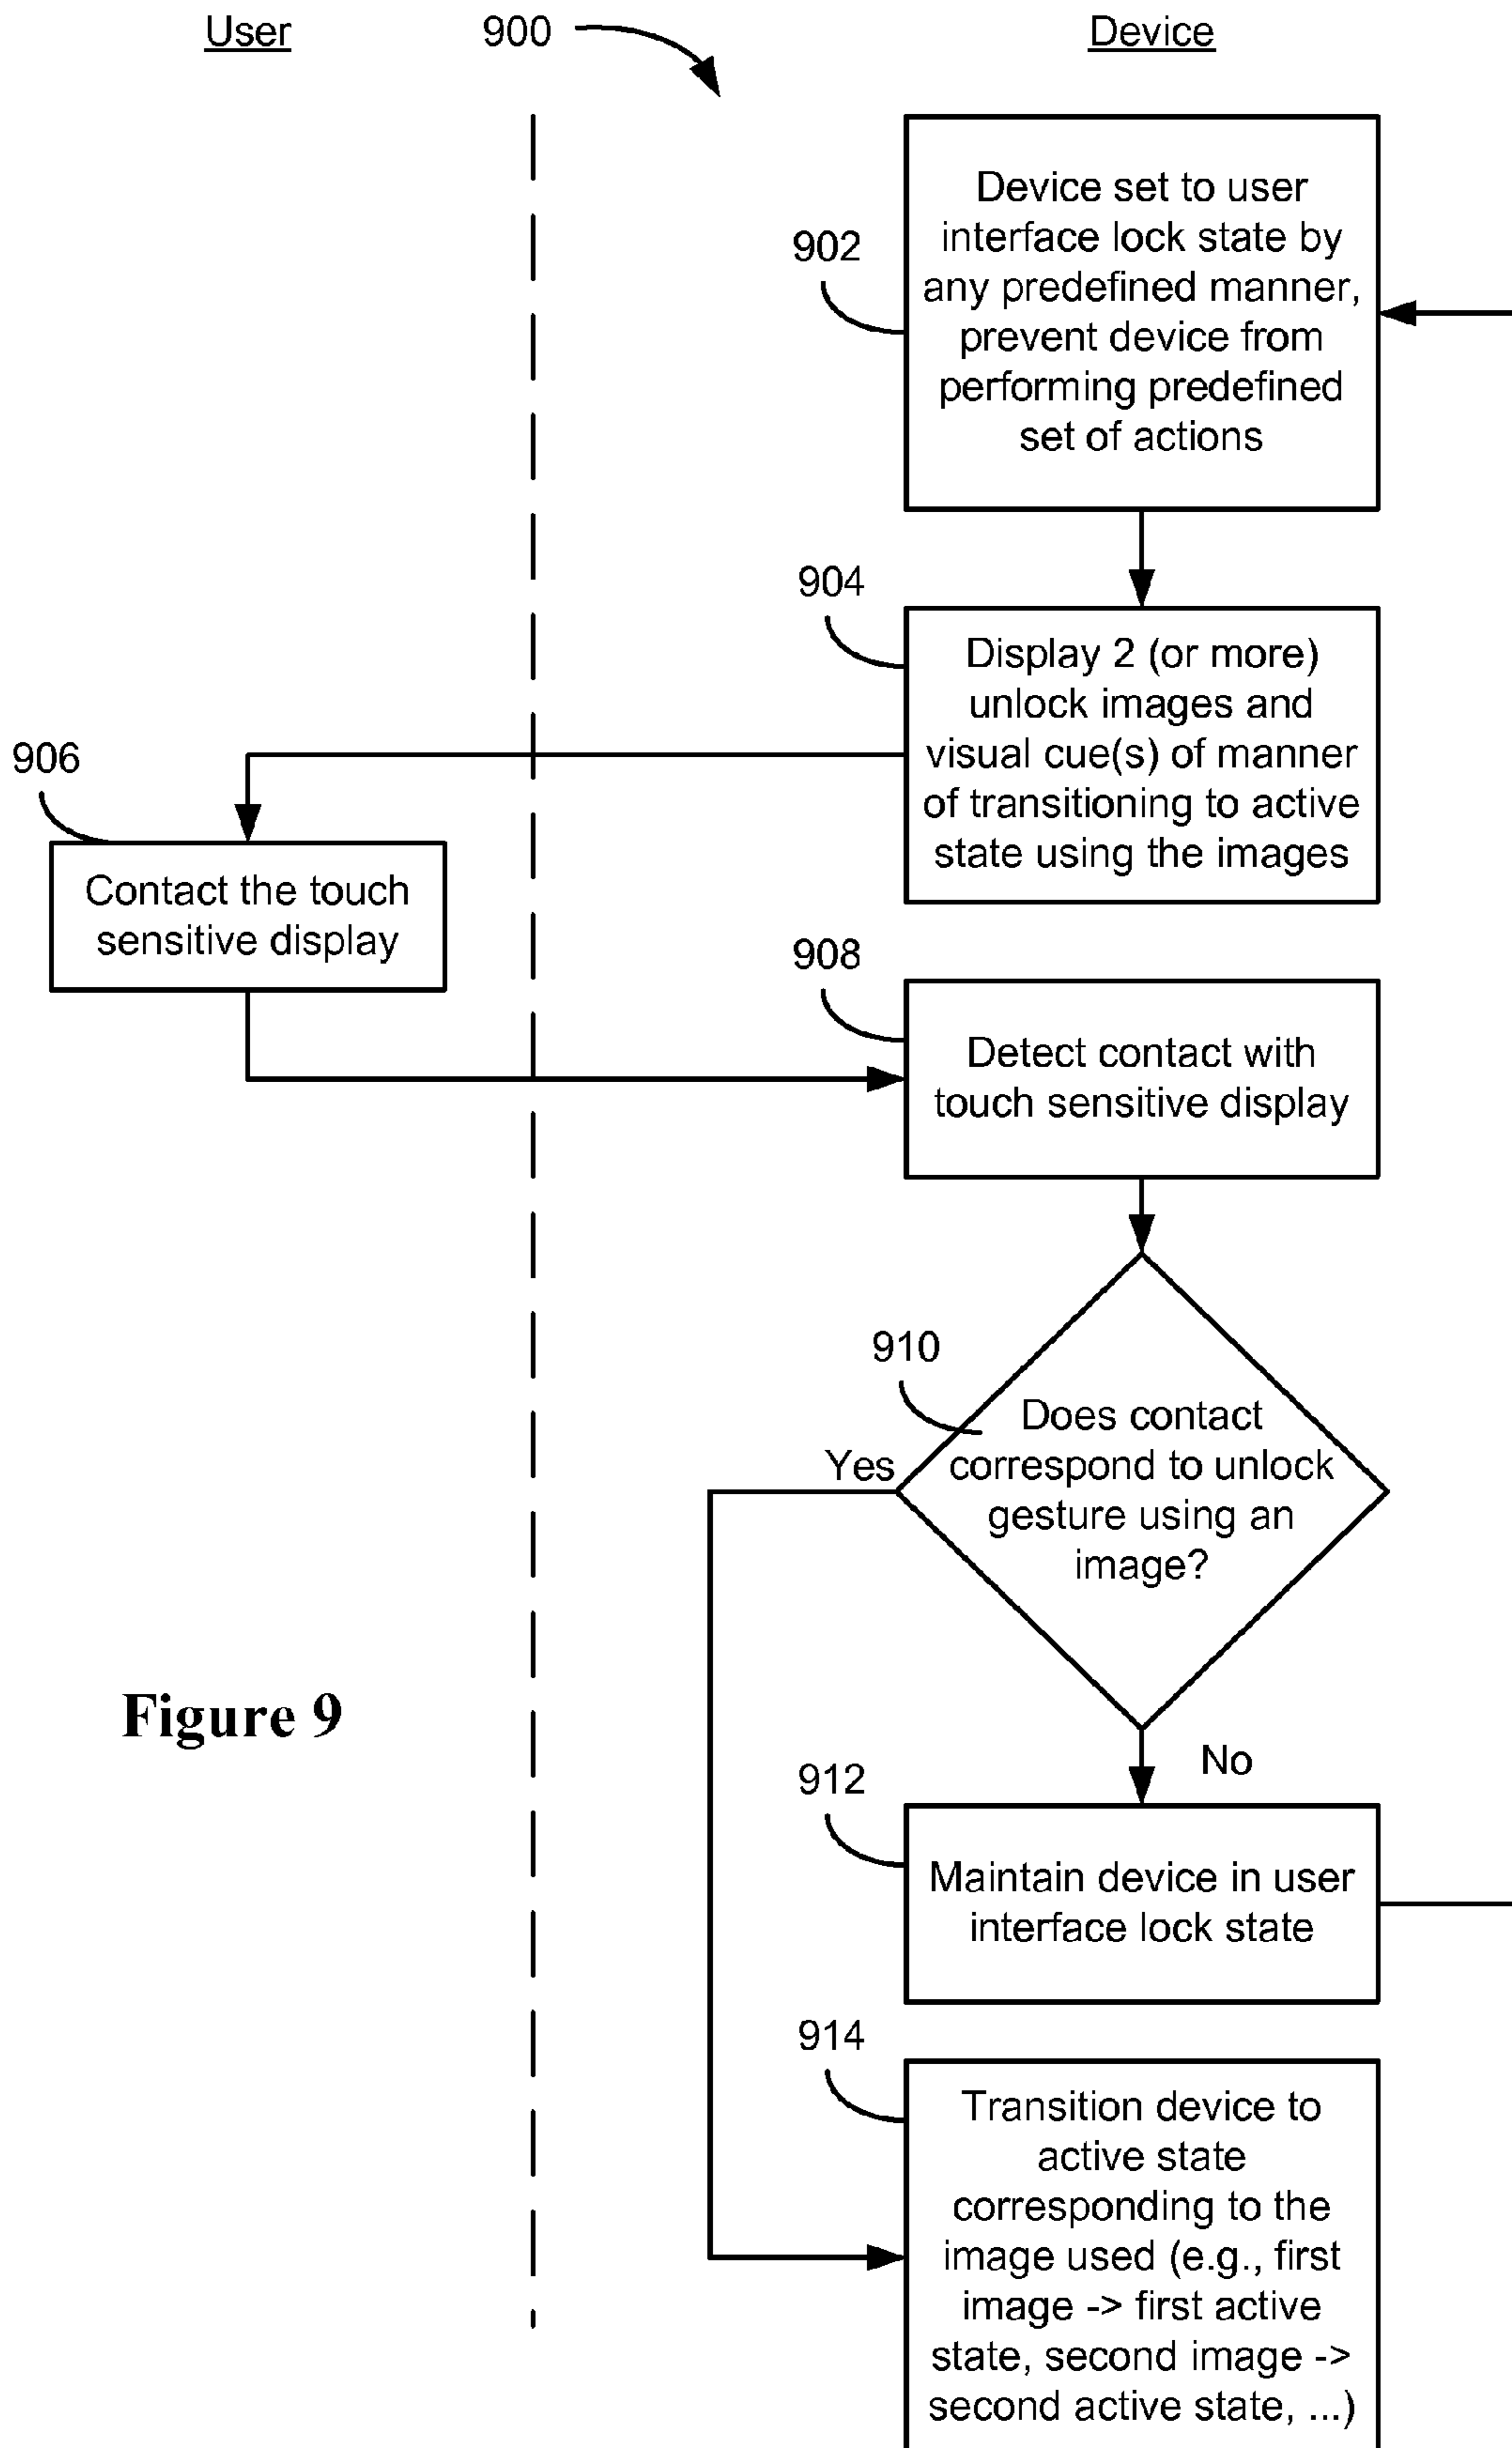 User
900
Device
902
Device set to user
interface lock state by
any predefined manner,
prevent device from
performing predefined
set of actions
904
Display 2 (or more)
unlock images and
visual cue(s) of manner
of transitioning to active
state using the images
906
Contact the touch
sensitive display
908
Detect contact with
touch sensitive display
910
Does contact
correspond to unlock
gesture using an
image?
Yes
No
Figure 9
912
Maintain device in user
interface lock state
914
Transition device to
active state
corresponding to the
image used (e.g., first
image -> first active
state, second image ->
second active state, ...)